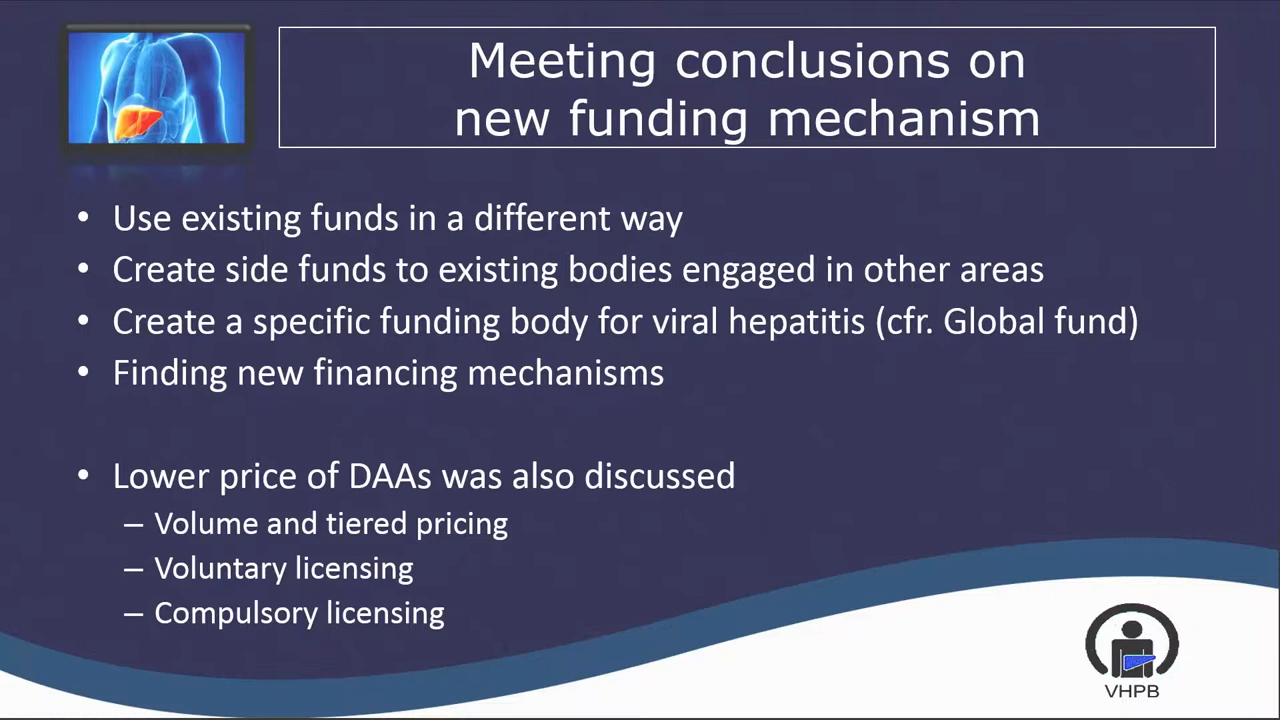 Meeting conclusions on
new funding mechanism
• Use existing funds in a different way
• Create side funds to existing bodies engaged in other areas
• Create a specific funding body for viral hepatitis (cfr. Global fund)
• Finding new financing mechanisms
• Lower price of DAAs was also discussed
– Volume and tiered pricing
– Voluntary licensing
– Compulsory licensing
VHPB